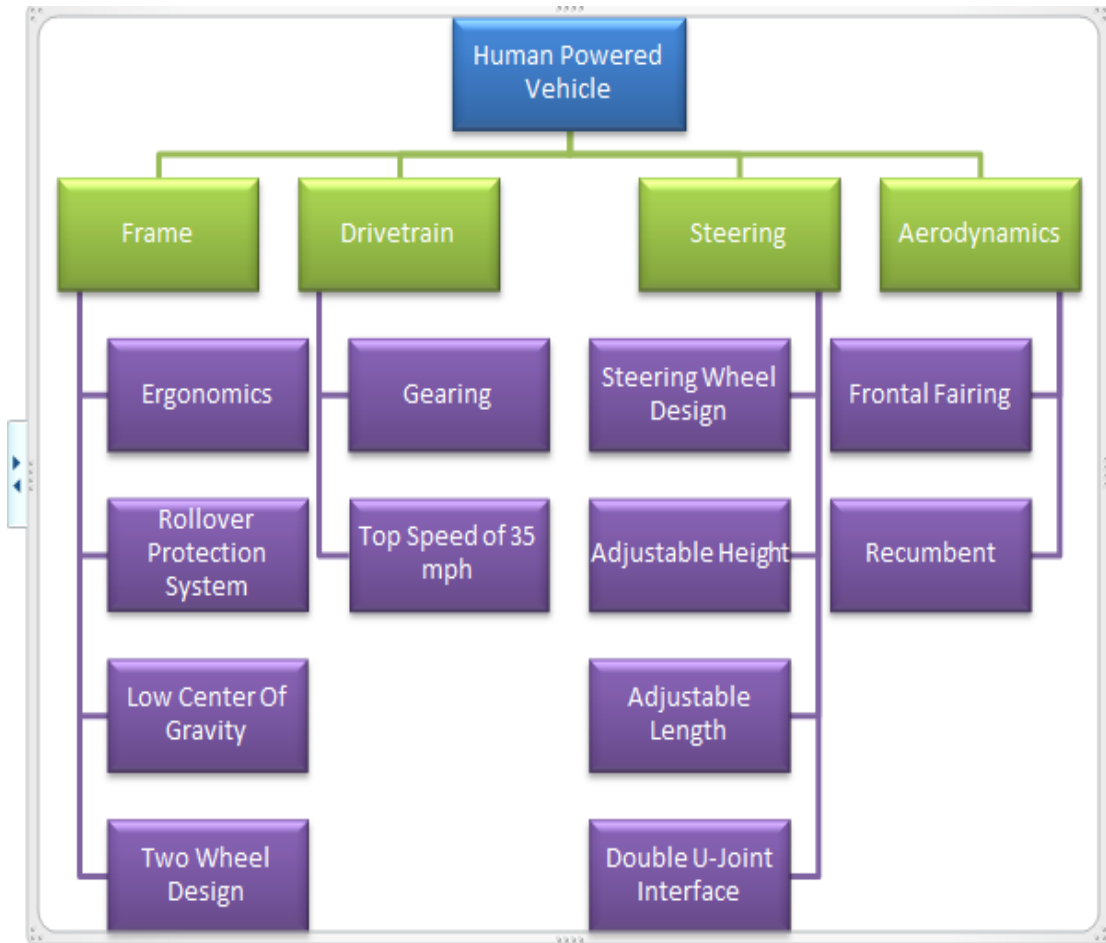 Human Powered
Vehicle
Frame
Drivetrain
Steering
Aerodynamics
Ergonomics
Rollover
Protection
System
Low Center Of
Gravity
Two Wheel
Design
Gearing
Top Speed of 35
mph
Steering Wheel
Design
Adjustable Height
Adjustable
Length
Double U-Joint
Interface
Frontal Fairing
Recumbent